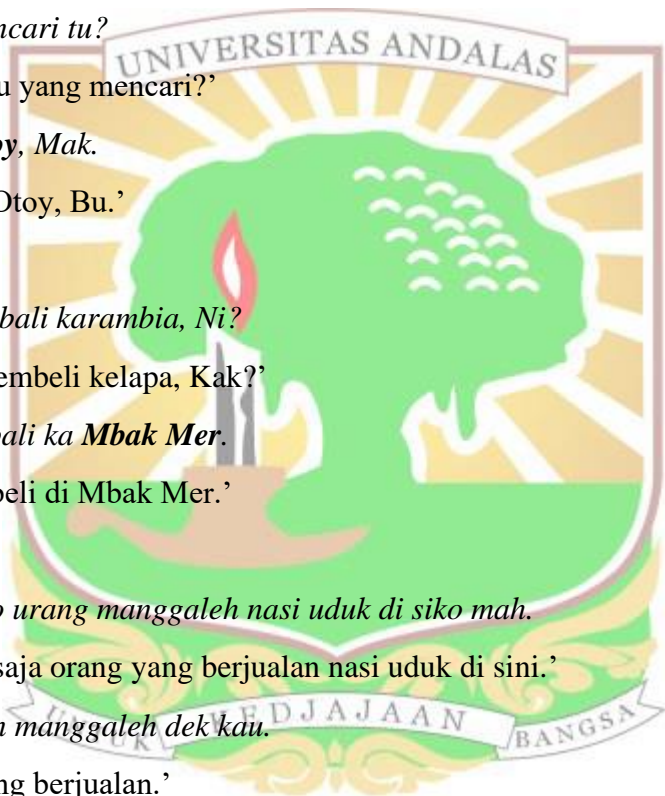 ncari tu?
UNIVERSITAS ANDALAS
u yang mencari?’
oy, Mak.
Otoy, Bu.’
bali karambia, Ni?
embeli kelapa, Kak?’
bali ka Mbak Mer.
beli di Mbak Mer.’
o urang manggaleh nasi uduk di siko mah.
saja orang yang berjualan nasi uduk di sini.’
UNTUK KEDJAJAAN BANGSA
n manggaleh dek kau.
ng berjualan.’